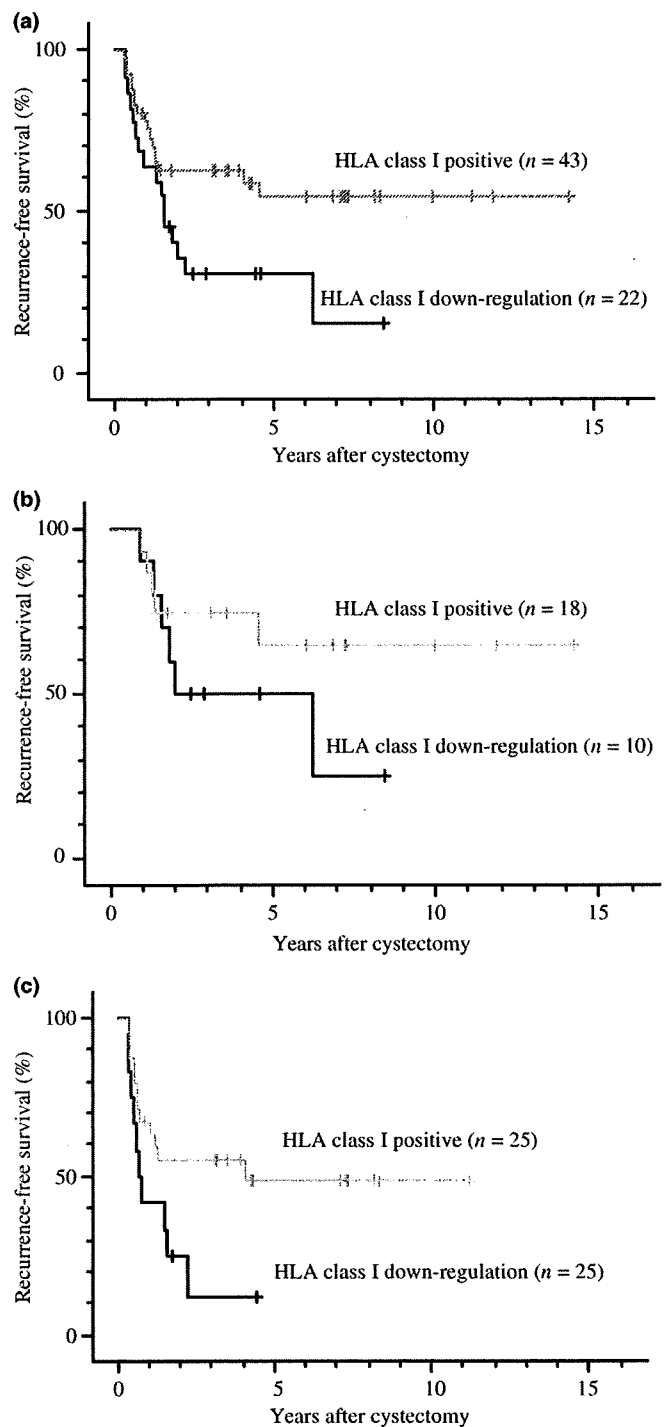 (a)
100
50
0
Recurrence-free survival (%)
HLA class I positive (n = 43)
HLA class I down-regulation (n = 22)
0 5 10 15
Years after cystectomy
(b)
100
50
0
Recurrence-free survival (%)
HLA class I positive (n = 18)
HLA class I down-regulation (n = 10)
0 5 10 15
Years after cystectomy
(c)
100
50
0
Recurrence-free survival (%)
HLA class I positive (n = 25)
HLA class I down-regulation (n = 25)
0 5 10 15
Years after cystectomy